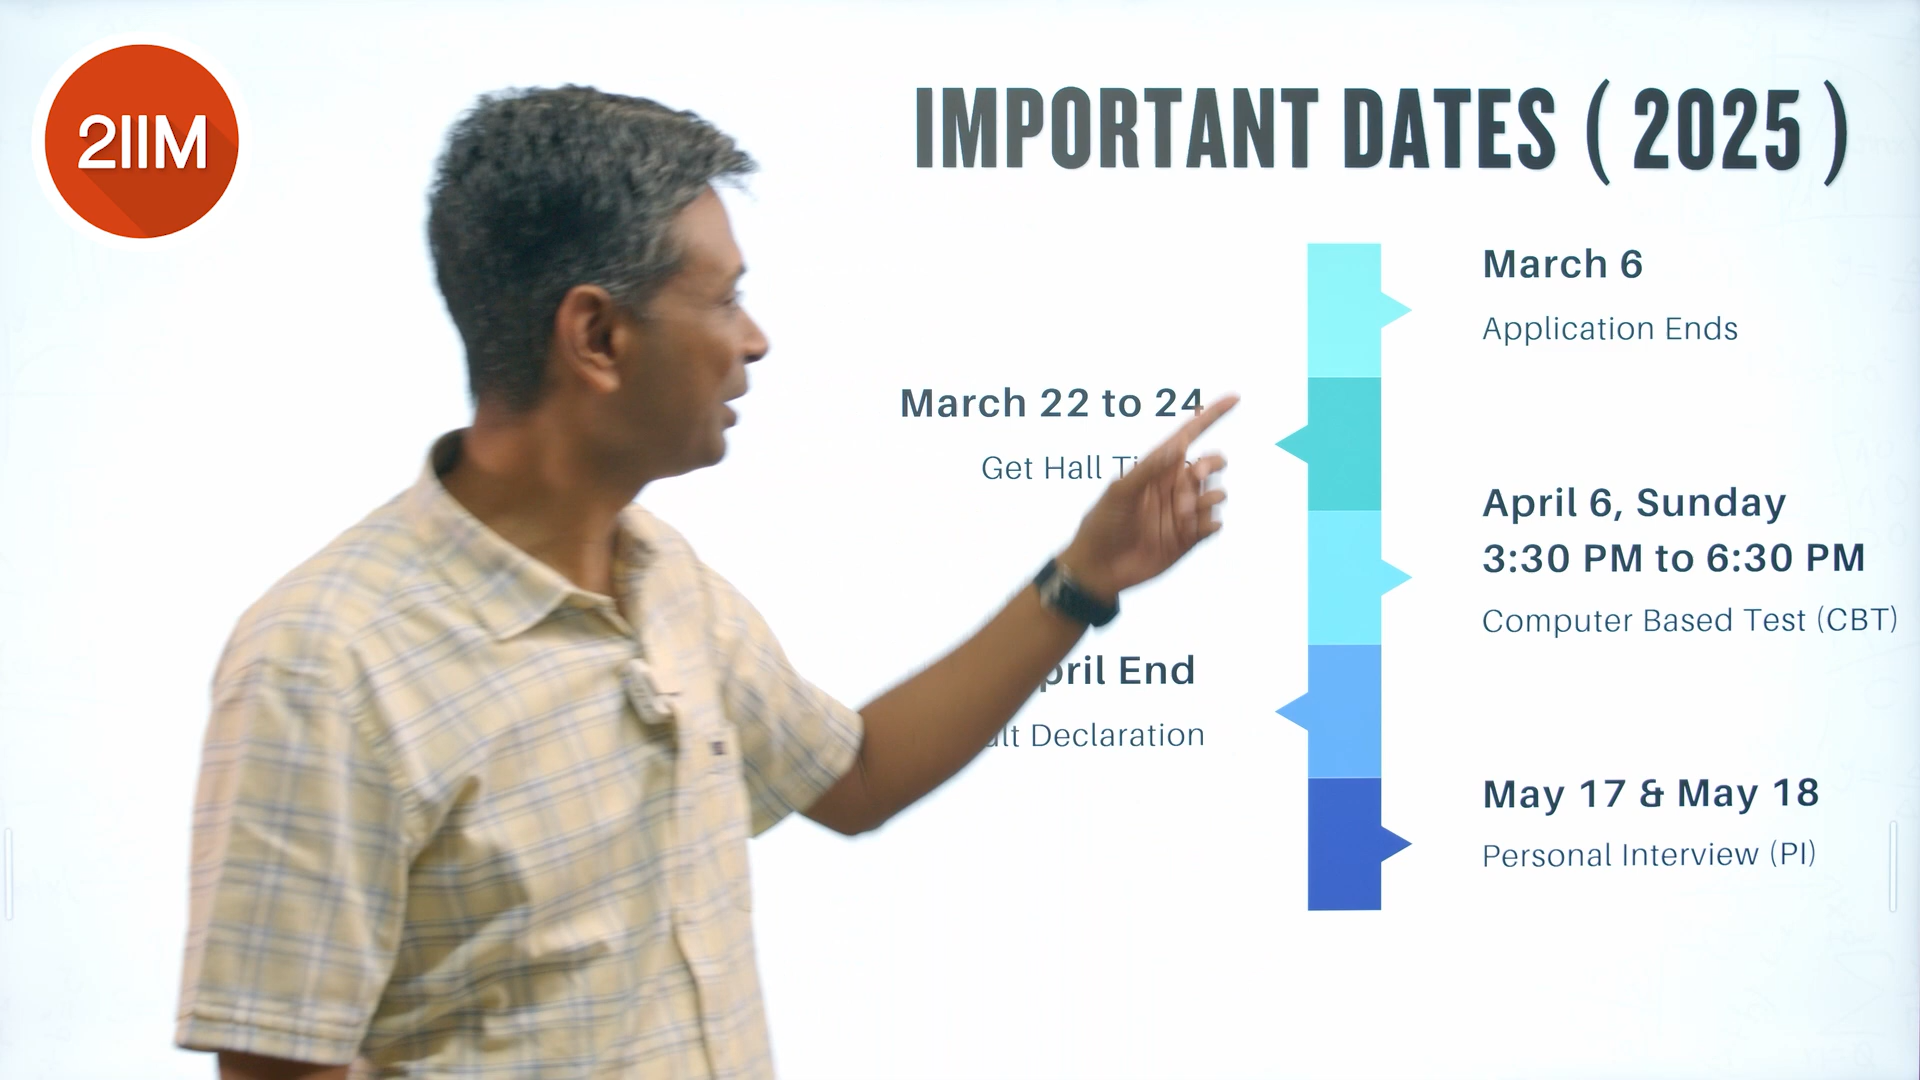 2IIM
IMPORTANT DATES ( 2025 )
March 6
Application Ends
March 22 to 24
Get Hall
April 6, Sunday
3:30 PM to 6:30 PM
Computer Based Test (CBT)
End
Declaration
May 17 & May 18
Personal Interview (PI)